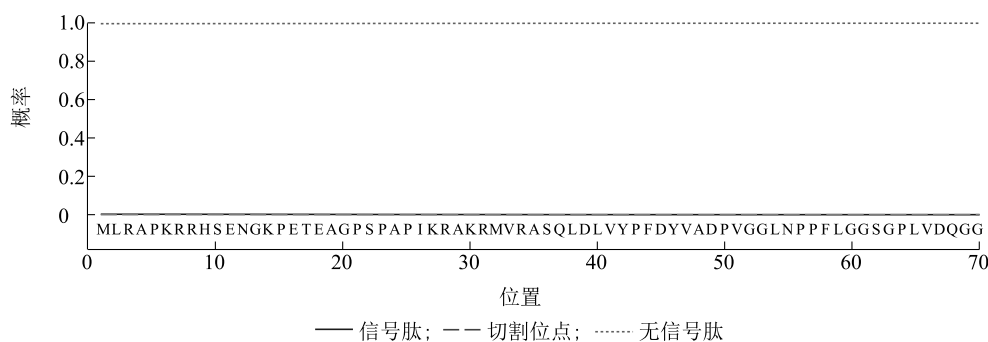 1.0
0.8
0.6
0.4
0.2
0
概率
MLRAPKRRHSENGKPETEAGPSPAPIKRAKRMVRASQLDLVYPFDYVADPVGGLNPPFLGGSGPLVDQGG
0 10 20 30 40 50 60 70
位置
信号肽; 切割位点; 无信号肽